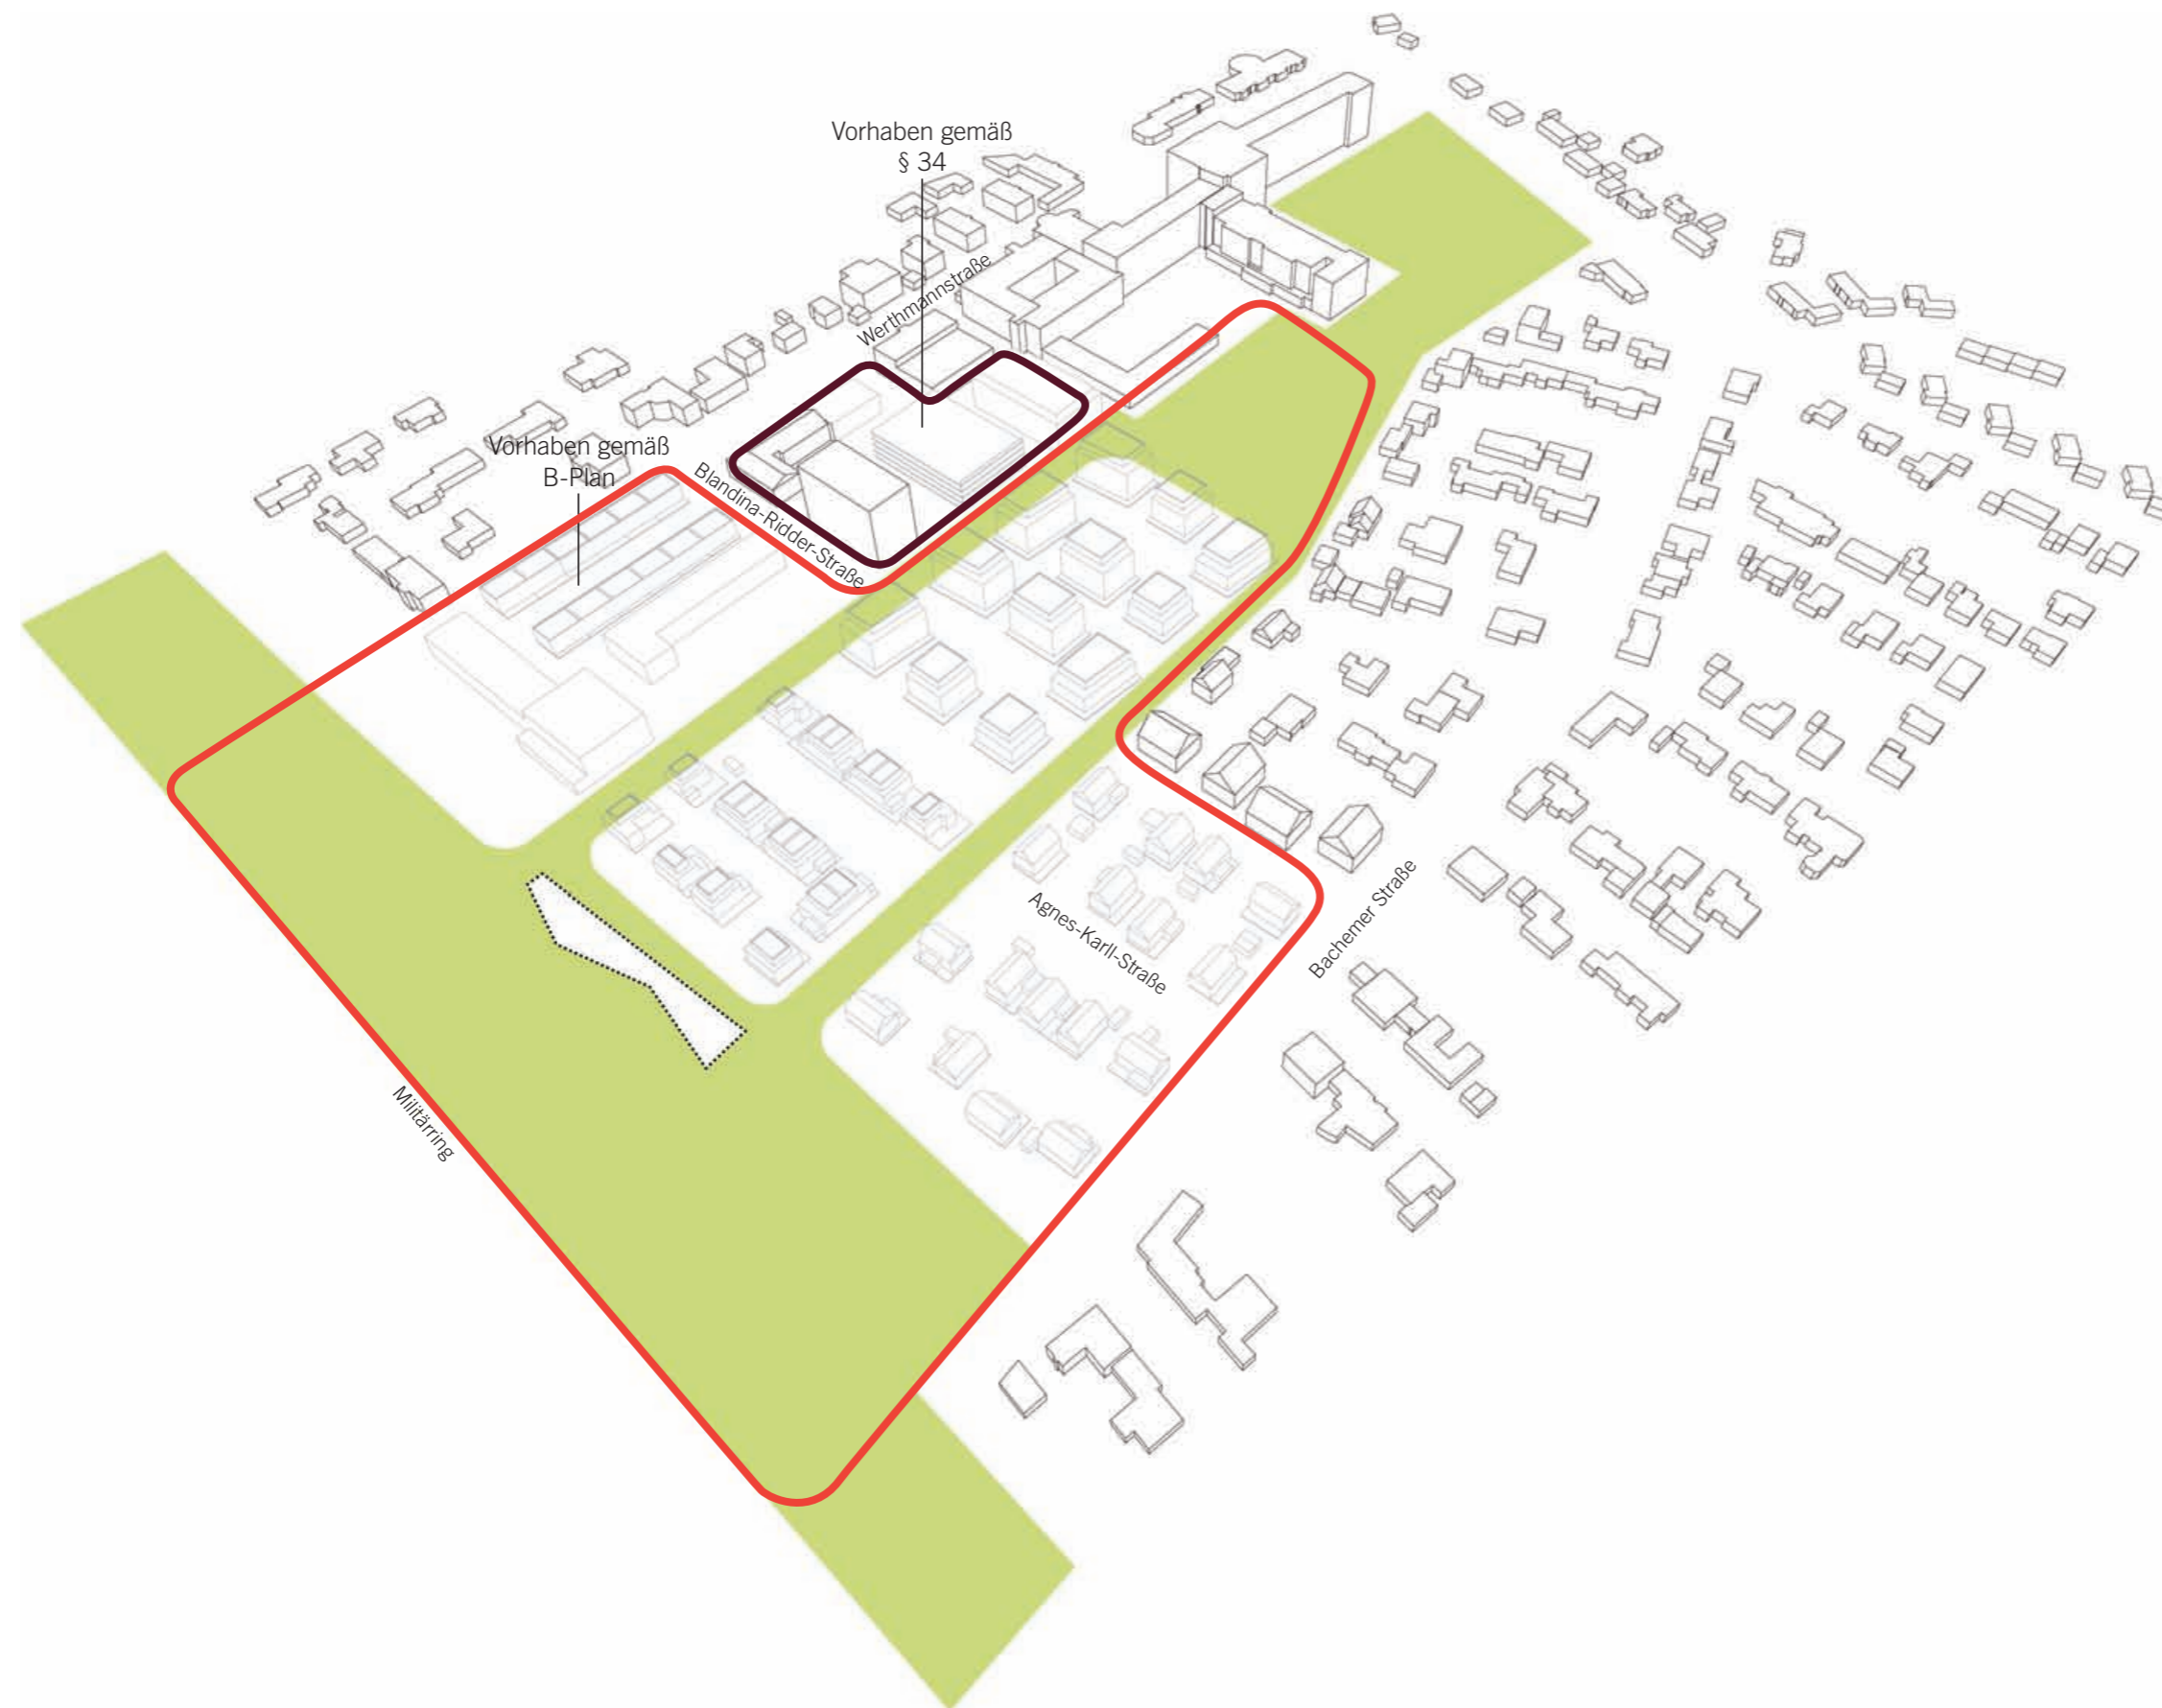 Vorhaben gemäß
§ 34
Werthmannstraße
Vorhaben gemäß
B-Plan
Blandina-Ridder-Straße
Agnes-Karll-Straße
Bachemer Straße
Militärring